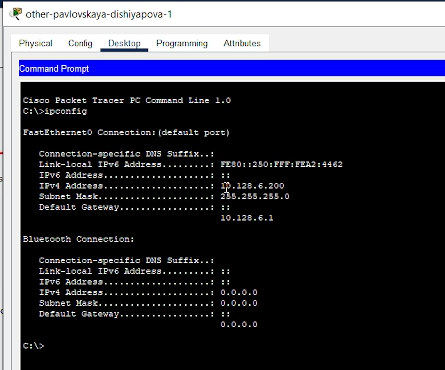 other-pavlovskaya-dishiyapova-1
Physical Config Desktop Programming Attributes
Command Prompt
Cisco Packet Tracer PC Command Line 1.0
C:\>ipconfig
FastEthernet0 Connection:(default port)
Connection-specific DNS Suffix..:
Link-local IPv6 Address.........: FE80::250:FFF:FEA2:4462
IPv6 Address....................: ::
IPv4 Address....................: 10.128.6.200
Subnet Mask.....................: 255.255.255.0
Default Gateway.................: ::
10.128.6.1
Bluetooth Connection:
Connection-specific DNS Suffix..:
Link-local IPv6 Address.........: ::
IPv6 Address....................: ::
IPv4 Address....................: 0.0.0.0
Subnet Mask.....................: 0.0.0.0
Default Gateway.................: ::
0.0.0.0
C:\>